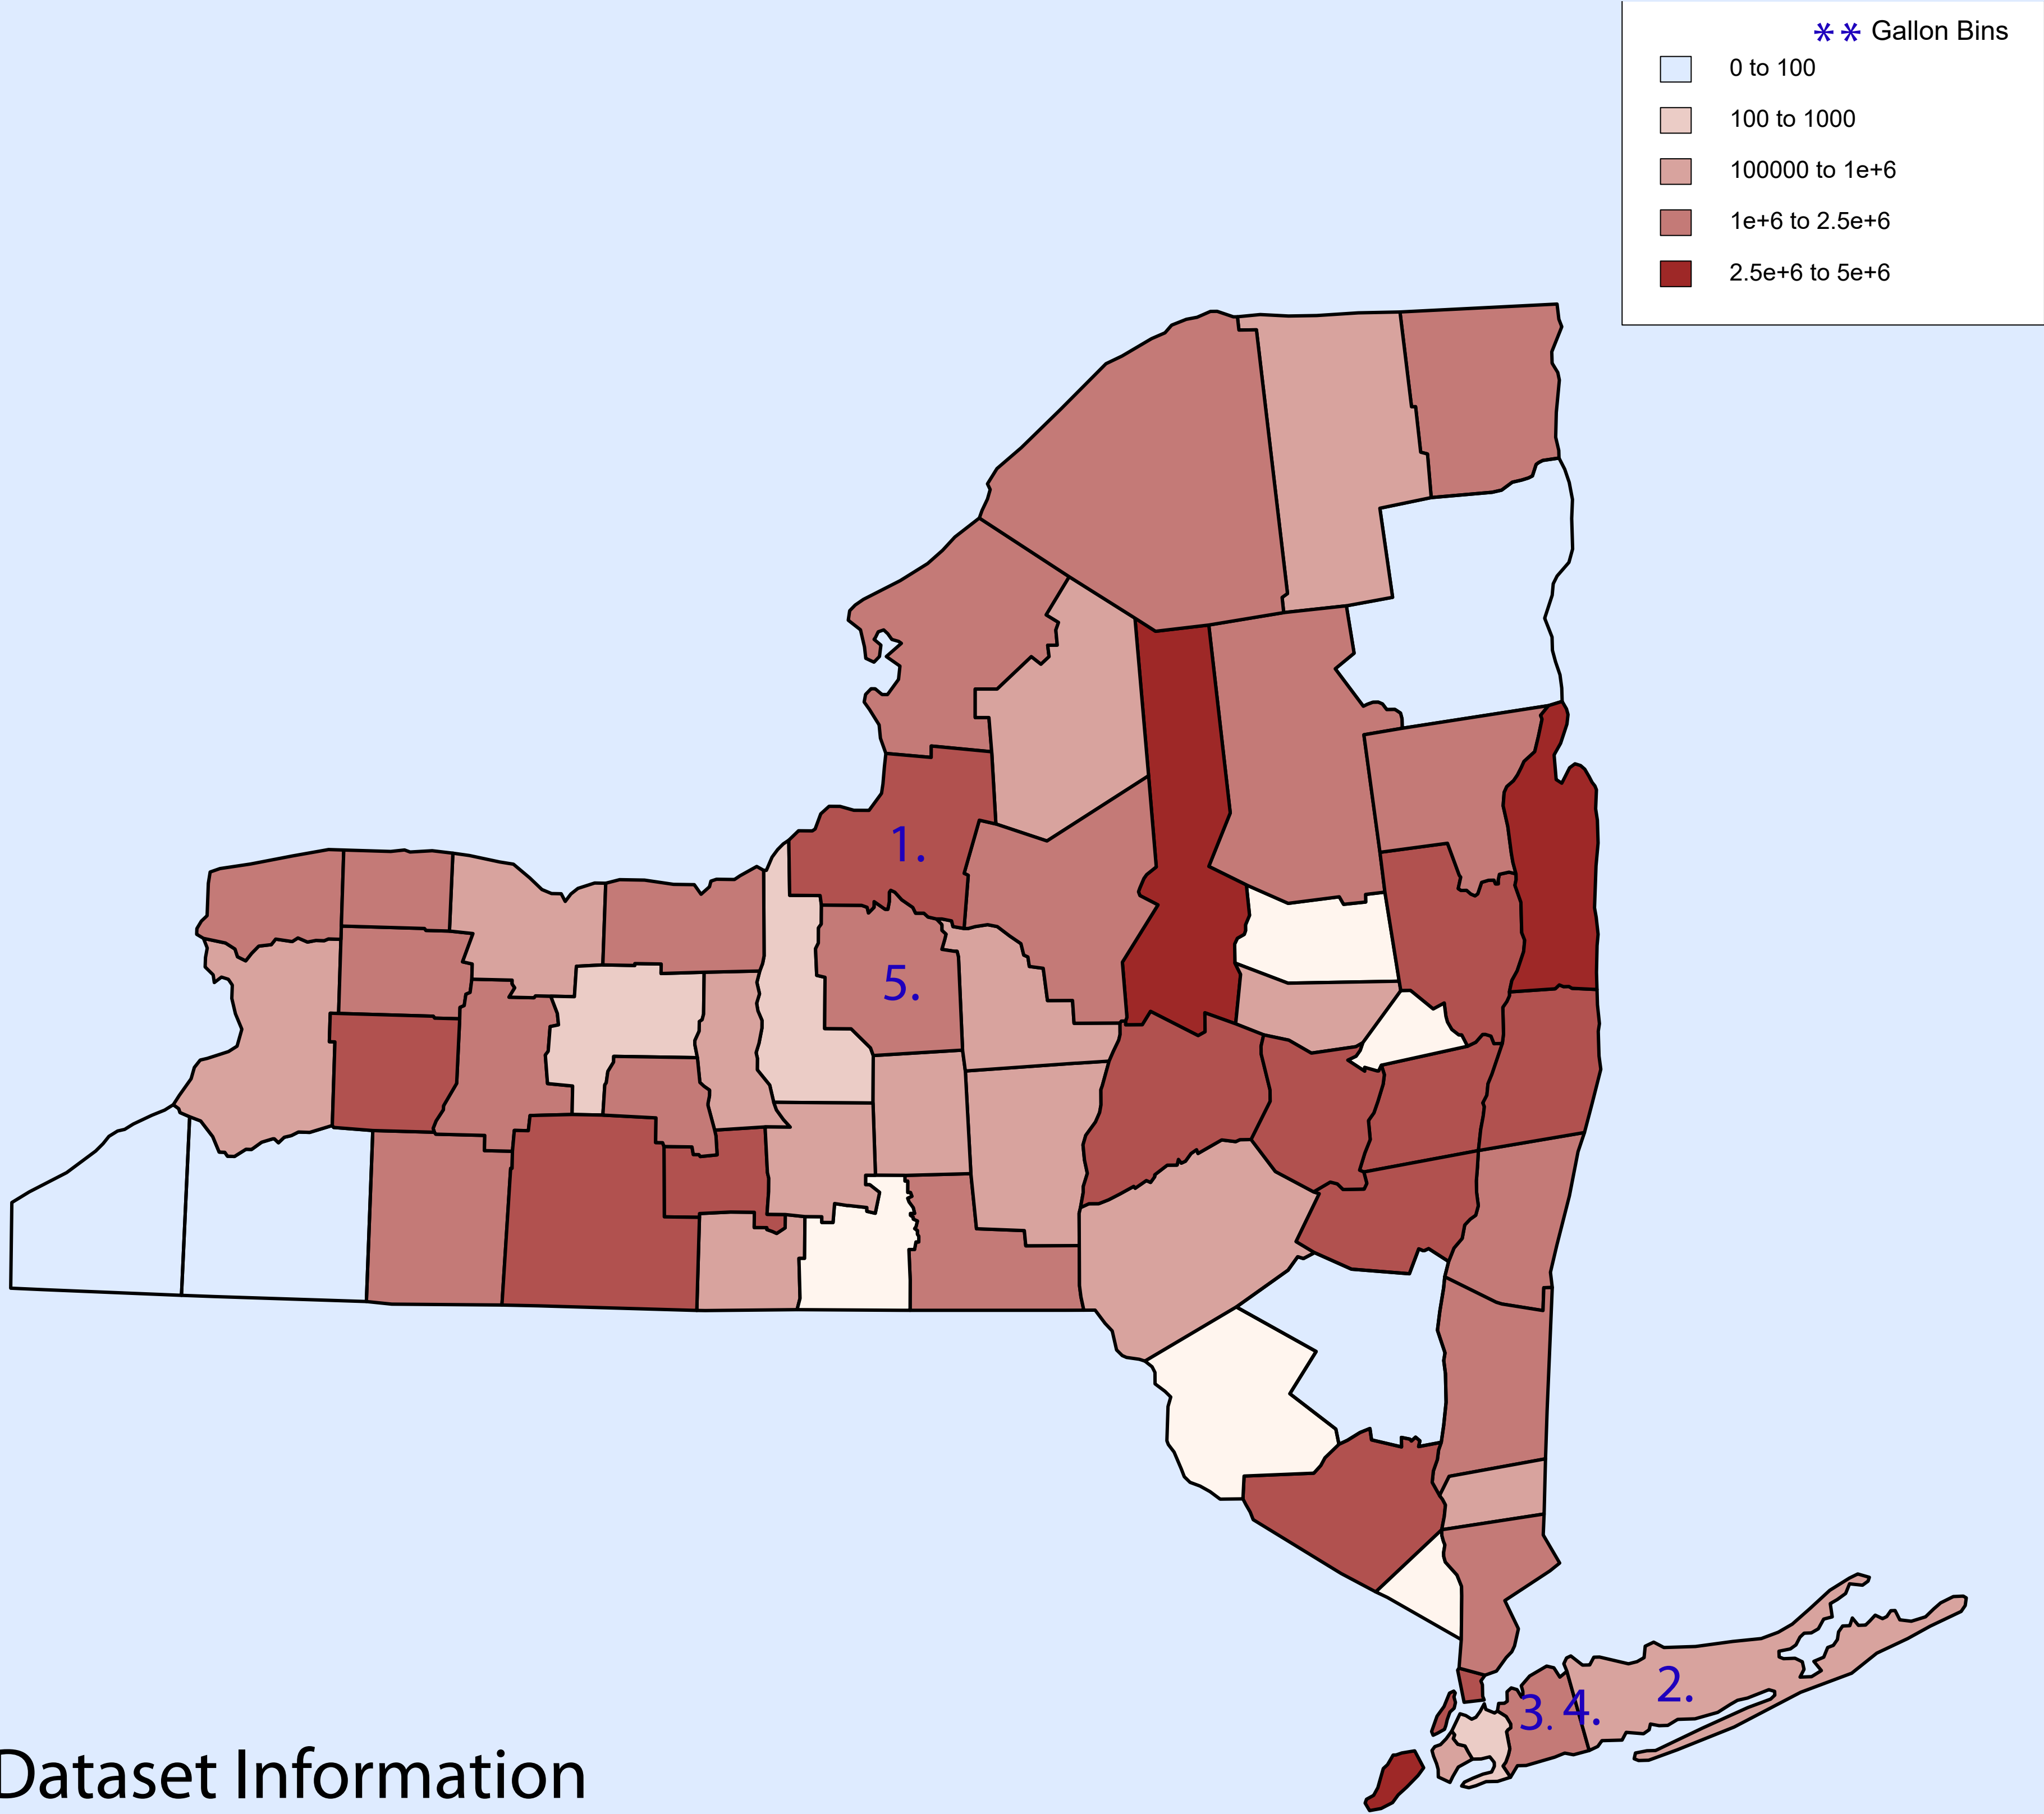 ** Gallon Bins
0 to 100
100 to 1000
100000 to 1e+6
1e+6 to 2.5e+6
2.5e+6 to 5e+6
1.
5.
2.
3. 4.
Dataset Information